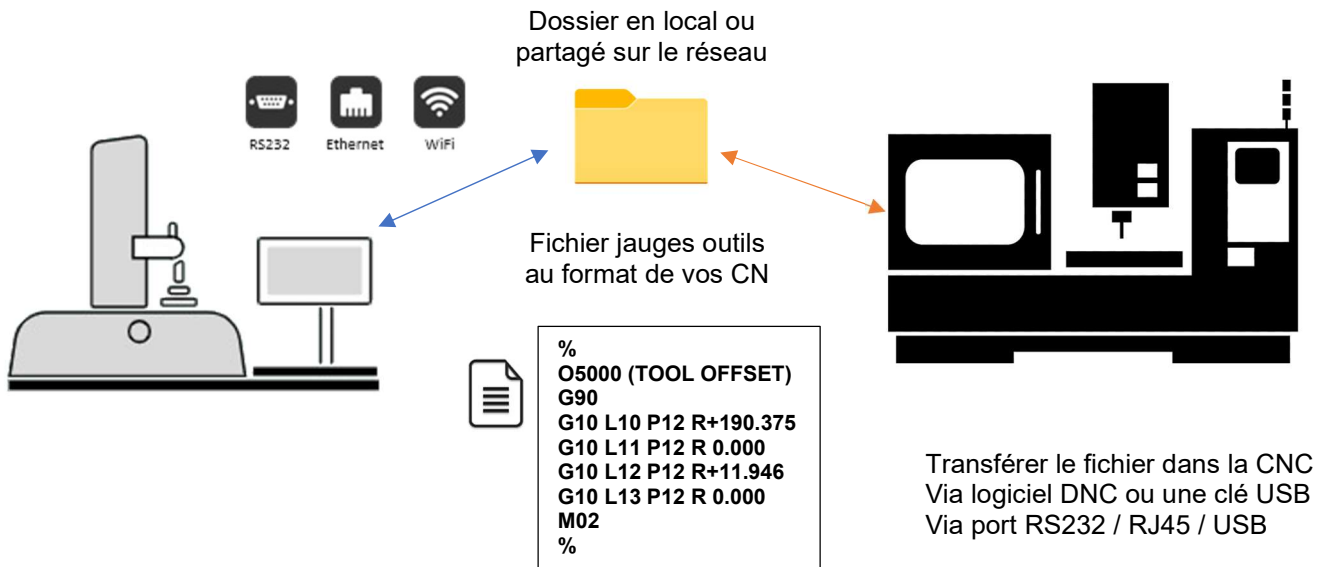 Dossier en local ou
partagé sur le réseau
RS232
Ethernet
WiFi
Fichier jauges outils
au format de vos CN
%
O5000 (TOOL OFFSET)
G90
G10 L10 P12 R+190.375
G10 L11 P12 R 0.000
G10 L12 P12 R+11.946
G10 L13 P12 R 0.000
M02
%
Transférer le fichier dans la CNC
Via logiciel DNC ou une clé USB
Via port RS232 / RJ45 / USB